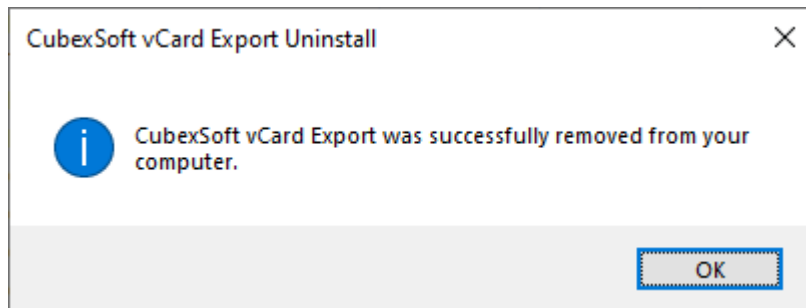 CubexSoft vCard Export Uninstall
CubexSoft vCard Export was successfully removed from your
computer.
OK